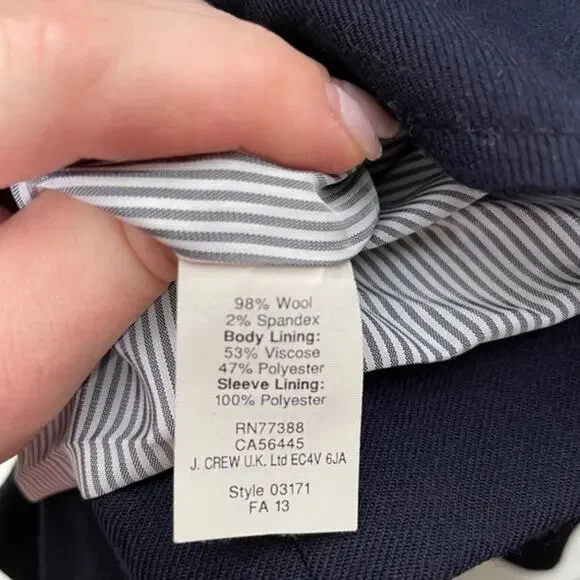 98% Wool
2% Spandex
Body Lining:
53% Viscose
47% Polyester
Sleeve Lining:
100% Polyester
RN77388
CA56445
J. CREW U.K. Ltd EC4V 6JA
Style 03171
FA 13